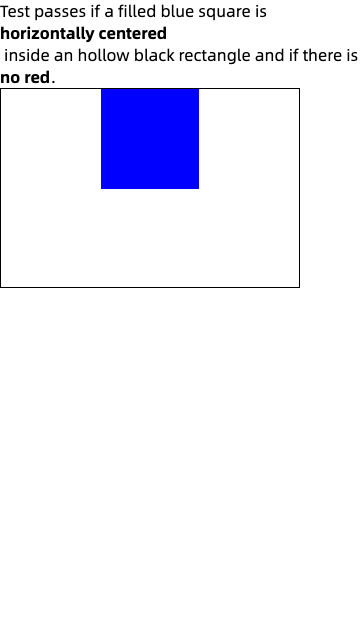 Test passes if a filled blue square is
horizontally centered
inside an hollow black rectangle and if there is
no red.